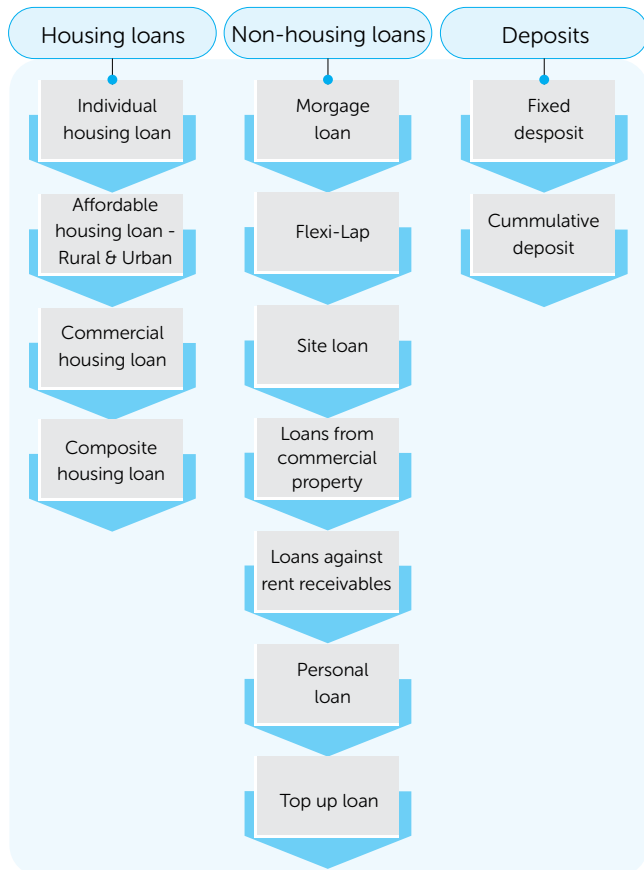 Housing loans
Individual
housing loan
Affordable
housing loan -
Rural & Urban
Commercial
housing loan
Composite
housing loan
Non-housing loans
Morgage
loan
Flexi-Lap
Site loan
Loans from
commercial
property
Loans against
rent receivables
Personal
loan
Top up loan
Deposits
Fixed
desposit
Cummulative
deposit